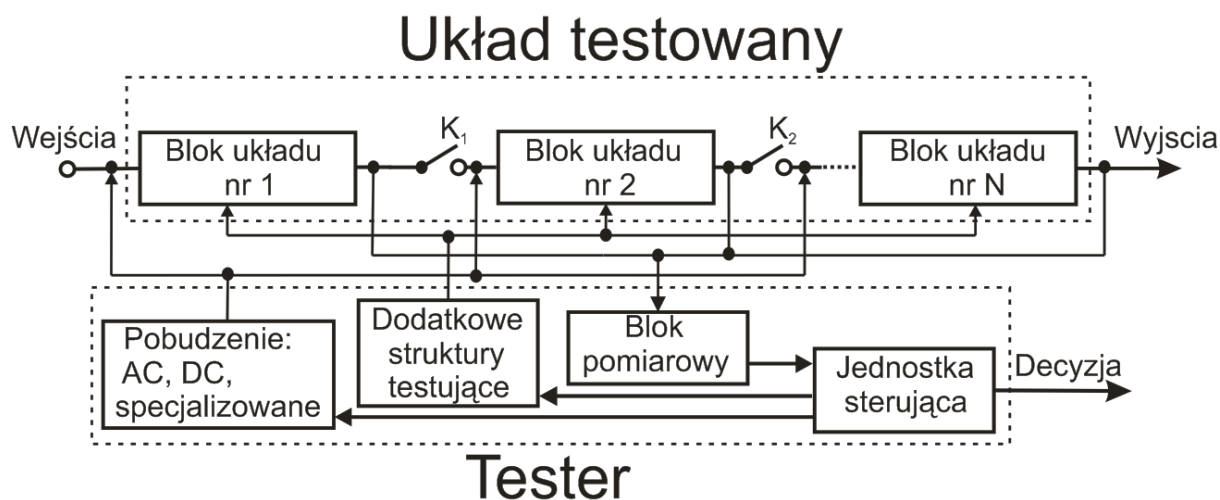 Układ testowany
Wejścia
Blok układu
nr 1
K₁
Blok układu
nr 2
K₂
Blok układu
nr N
Wyjscia
Pobudzenie:
AC, DC,
specjalizowane
Dodatkowe
struktury
testujące
Blok
pomiarowy
Jednostka
sterująca
Decyzja
Tester